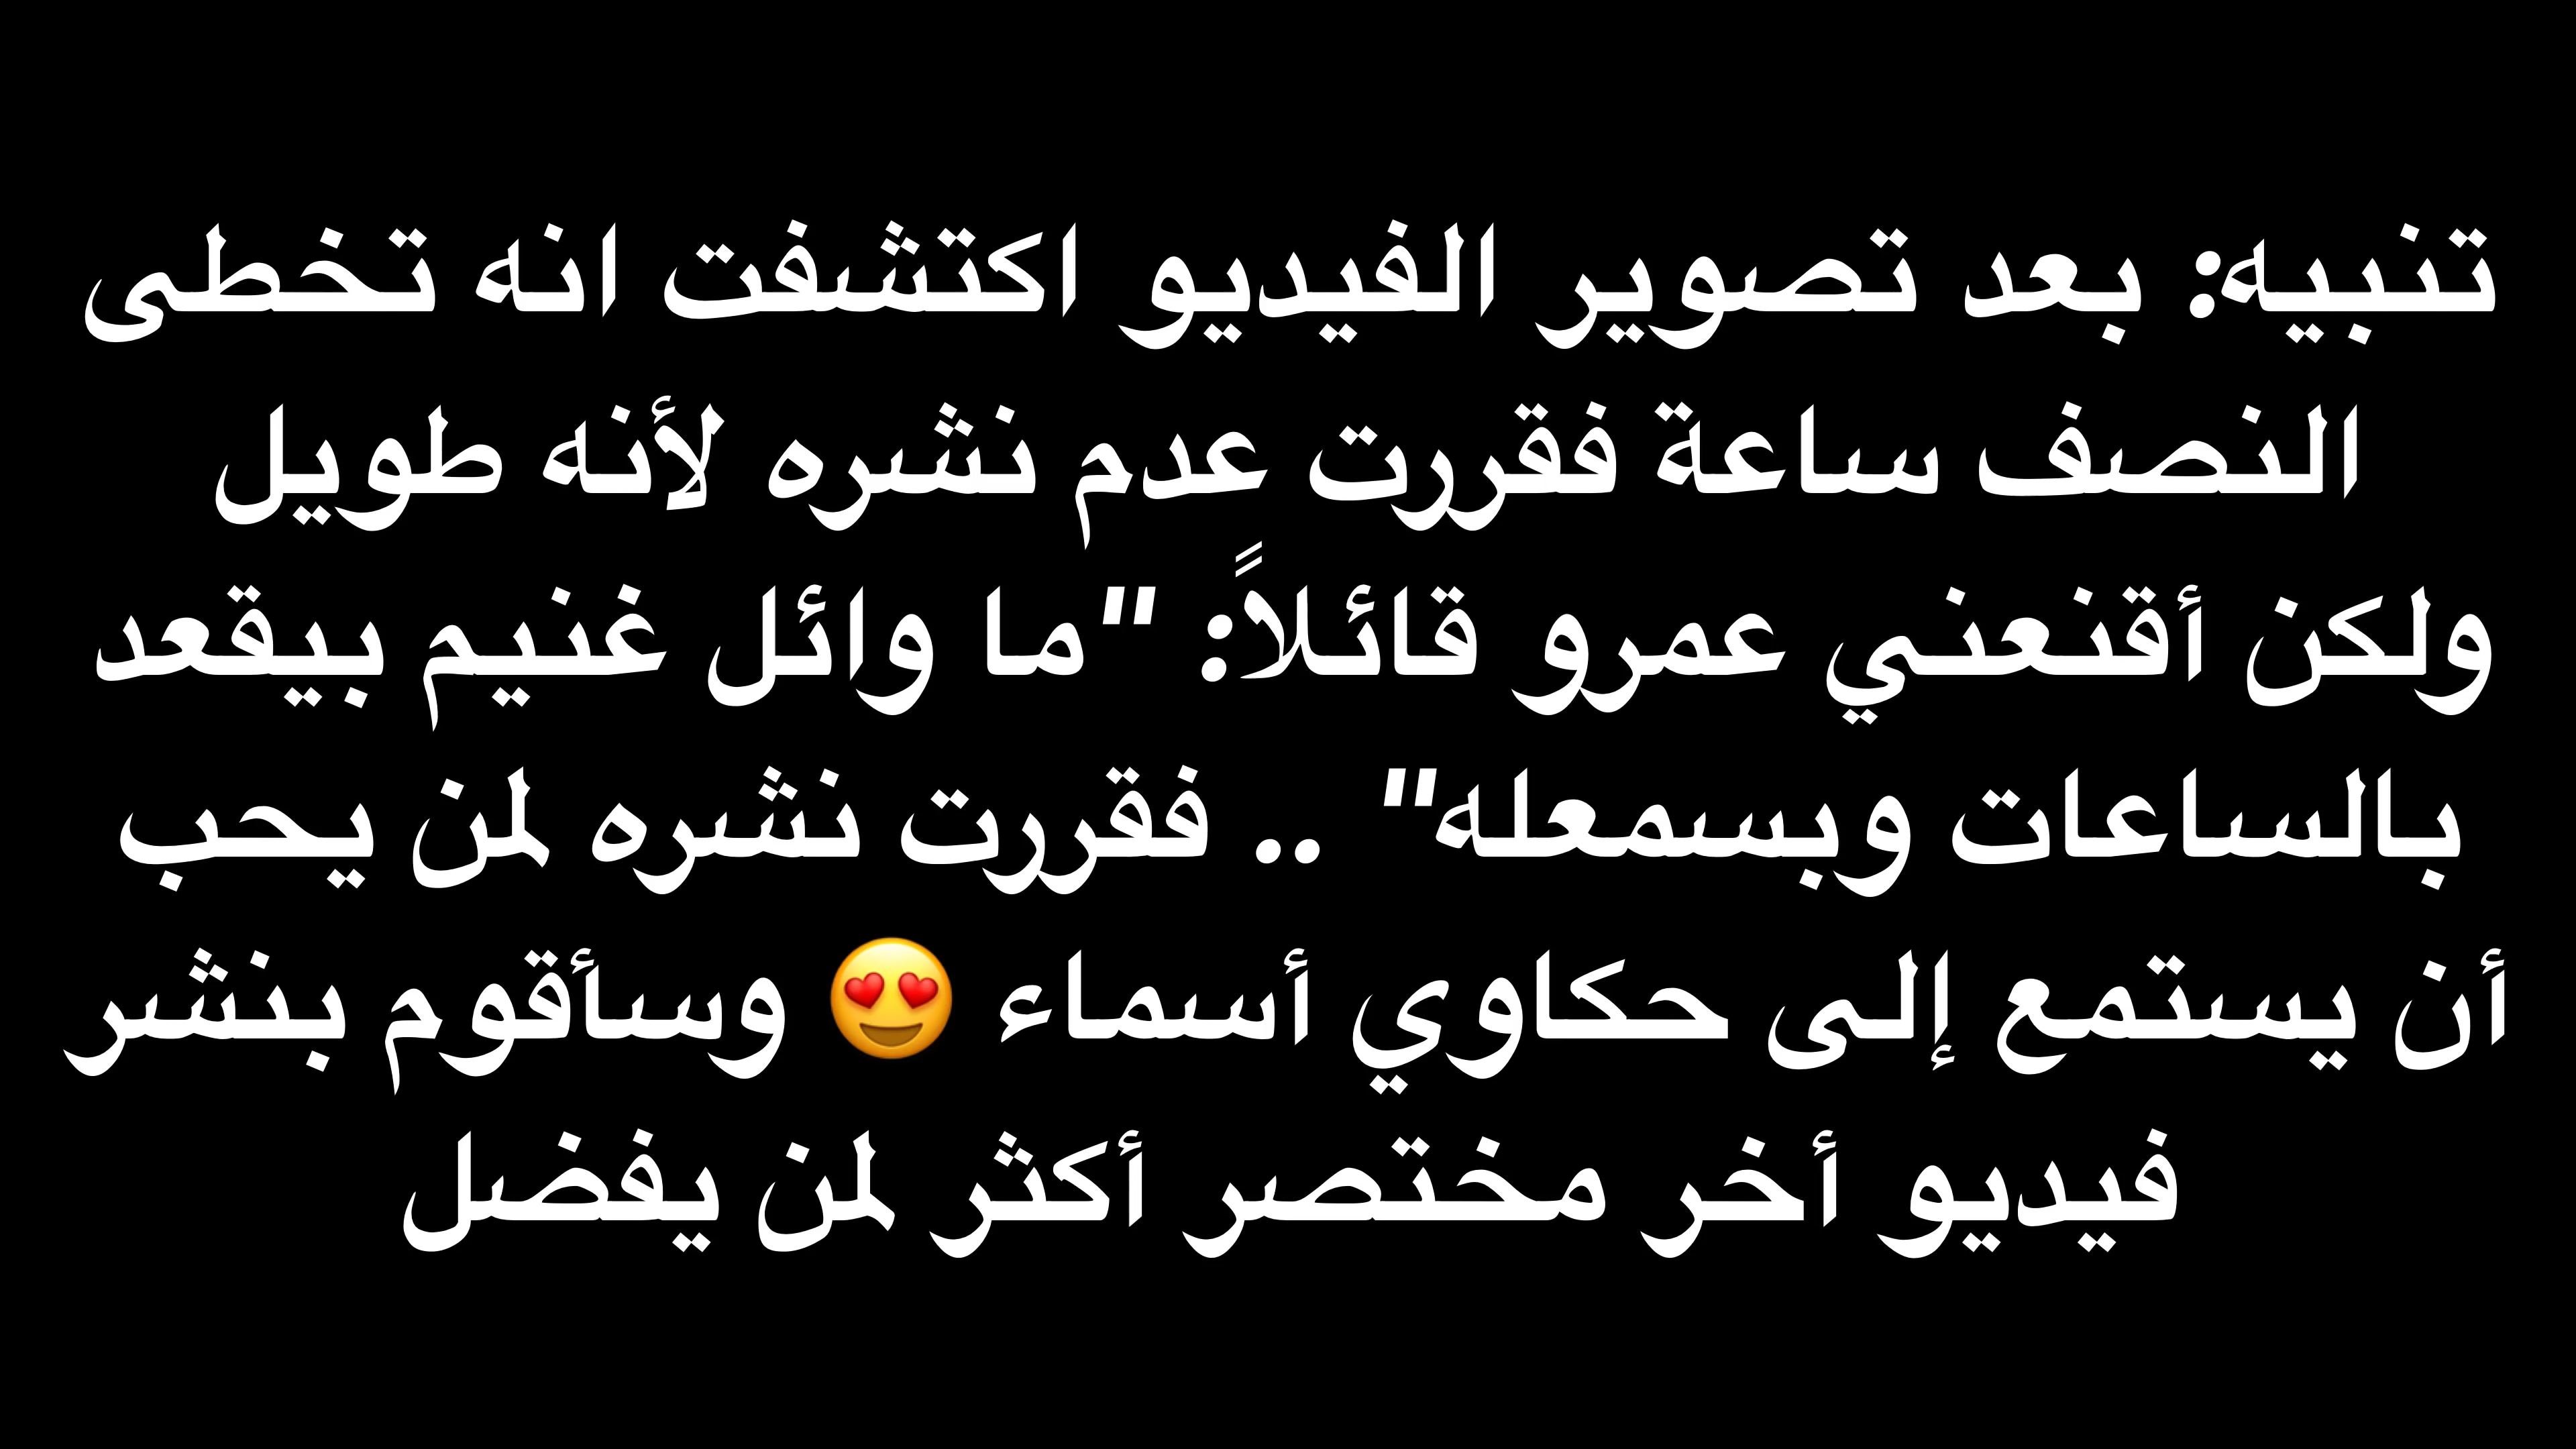 تنبيه: بعد تصوير الفيديو اكتشفت انه تخطى
النصف ساعة فقررت عدم نشره لأنه طويل
ولكن أقنعني عمرو قائلاً: "ما وائل غنيم بيقعد
بالساعات وبسمعله" .. فقررت نشره لمن يحب
أن يستمع إلى حكاوي أسماء 😍 وسأقوم بنشر
فيديو أخر مختصر أكثر لمن يفضل